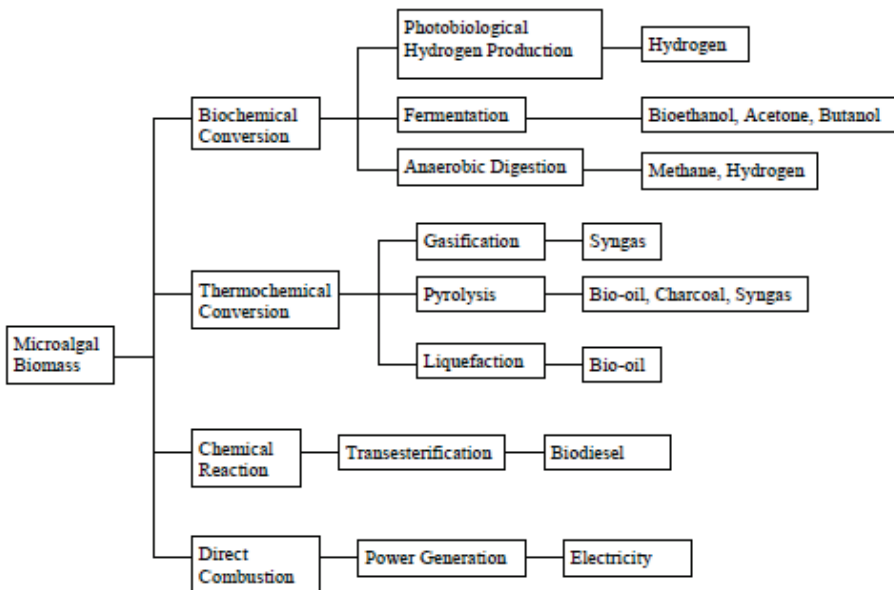 Photobiological
Hydrogen Production
Hydrogen
Biochemical
Conversion
Fermentation
Bioethanol, Acetone, Butanol
Anaerobic Digestion
Methane, Hydrogen
Gasification
Syngas
Thermochemical
Conversion
Pyrolysis
Bio-oil, Charcoal, Syngas
Microalgal
Biomass
Liquefaction
Bio-oil
Chemical
Reaction
Transesterification
Biodiesel
Direct
Combustion
Power Generation
Electricity